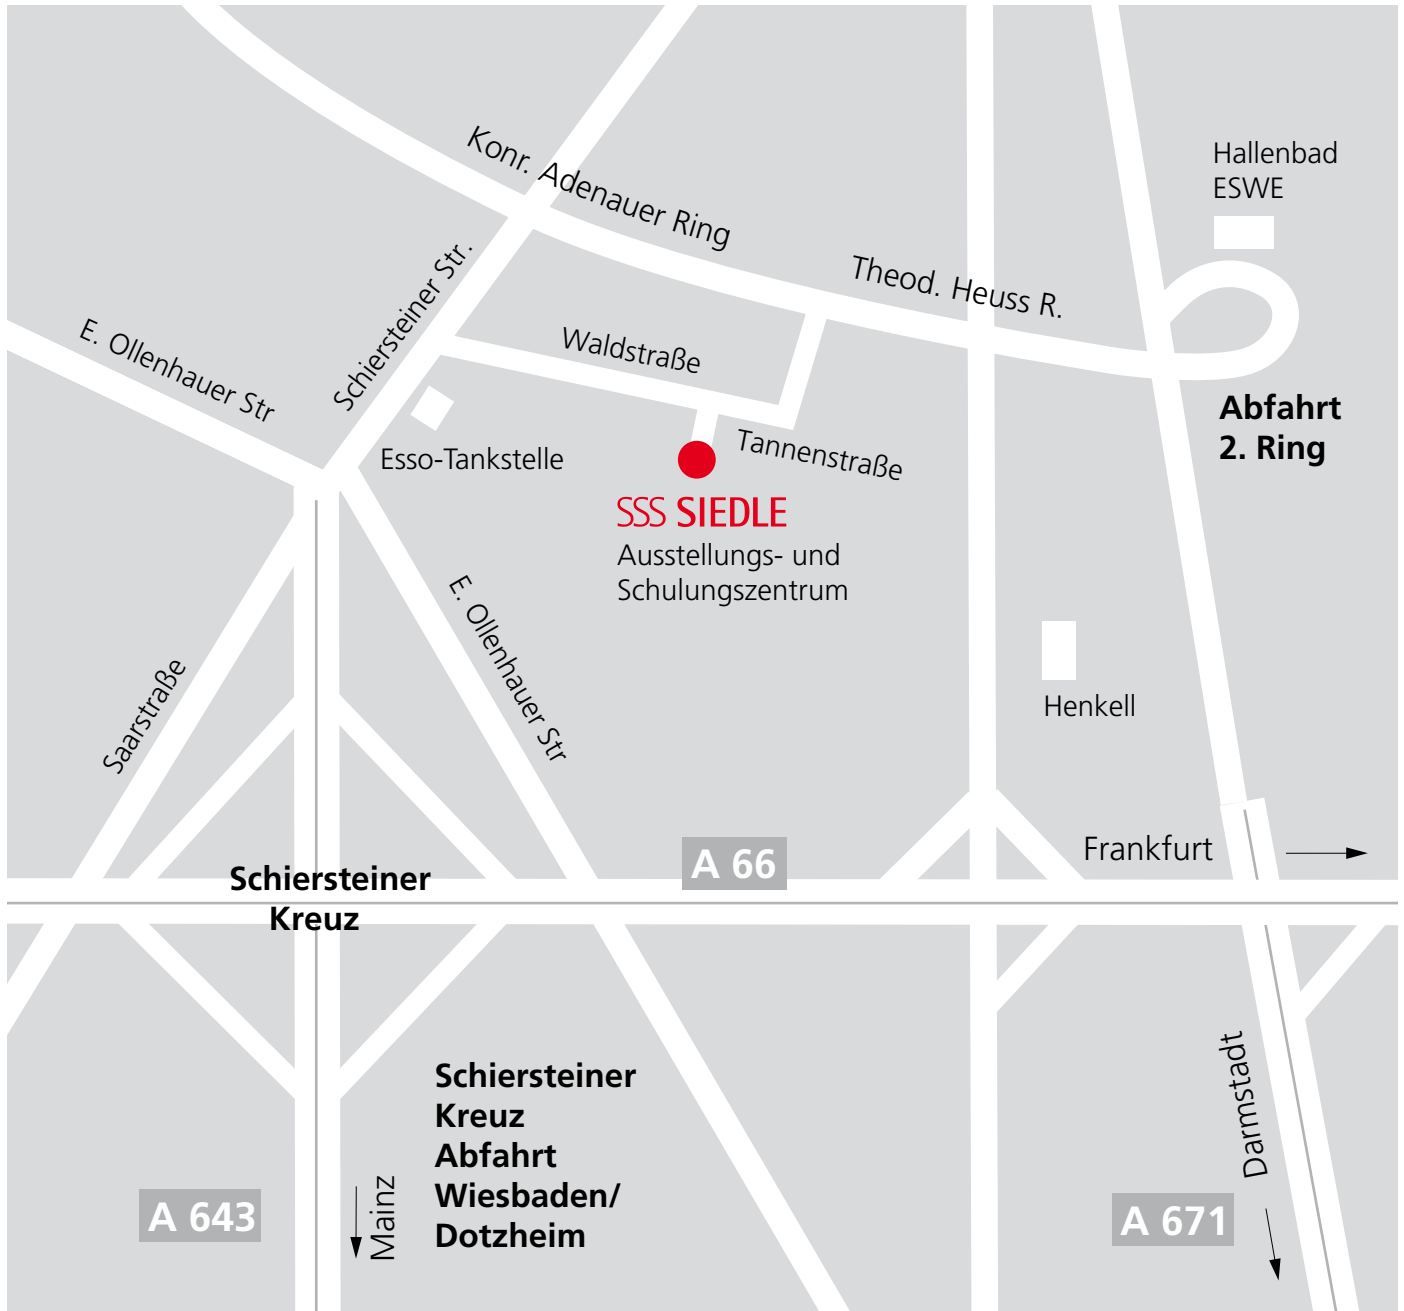 Konr. Adenauer Ring
Hallenbad
ESWE
Theod. Heuss R.
Schiersteiner Str.
E. Ollenhauer Str
Waldstraße
Abfahrt
2. Ring
Esso-Tankstelle
Tannenstraße
SSS SIEDLE
Ausstellungs- und
Schulungszentrum
E. Ollenhauer Str
Saarstraße
Henkell
A 66
Frankfurt
Schiersteiner
Kreuz
Schiersteiner
Kreuz
Abfahrt
Wiesbaden/
Dotzheim
Darmstadt
A 643
Mainz
A 671